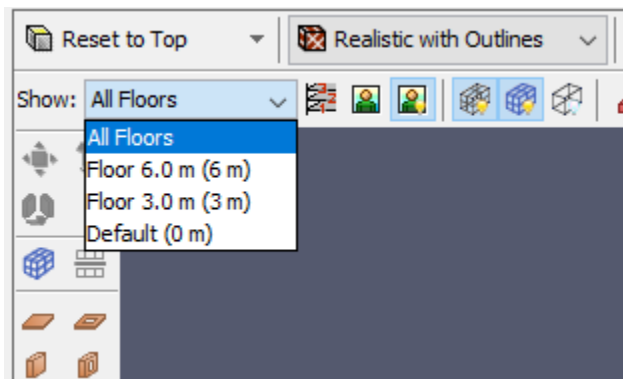 Reset to Top
Realistic with Outlines
Show: All Floors
All Floors
Floor 6.0 m (6 m)
Floor 3.0 m (3 m)
Default (0 m)